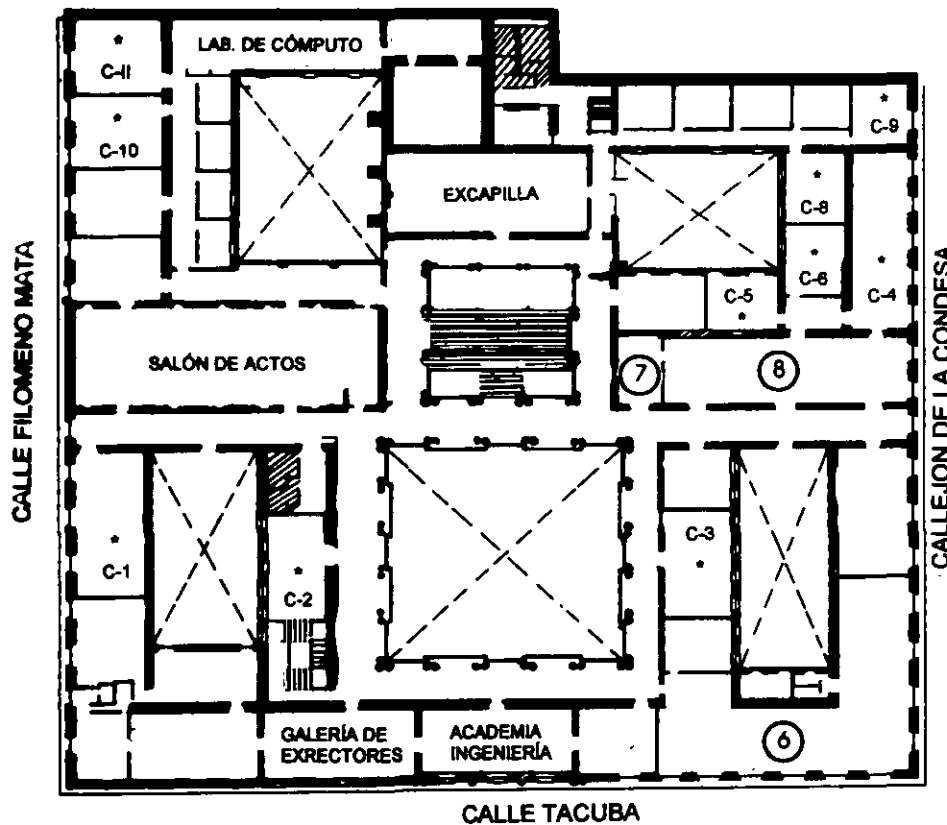 LAB. DE CÓMPUTO
C-11
C-10
C-9
EXCAPILLA
C-8
C-6
C-4
C-5
SALÓN DE ACTOS
7
8
CALLE FILOMENO MATA
CALLEJON DE LA CONDESA
C-1
C-2
C-3
GALERÍA DE
EXRECTORES
ACADEMIA
INGENIERÍA
6
CALLE TACUBA